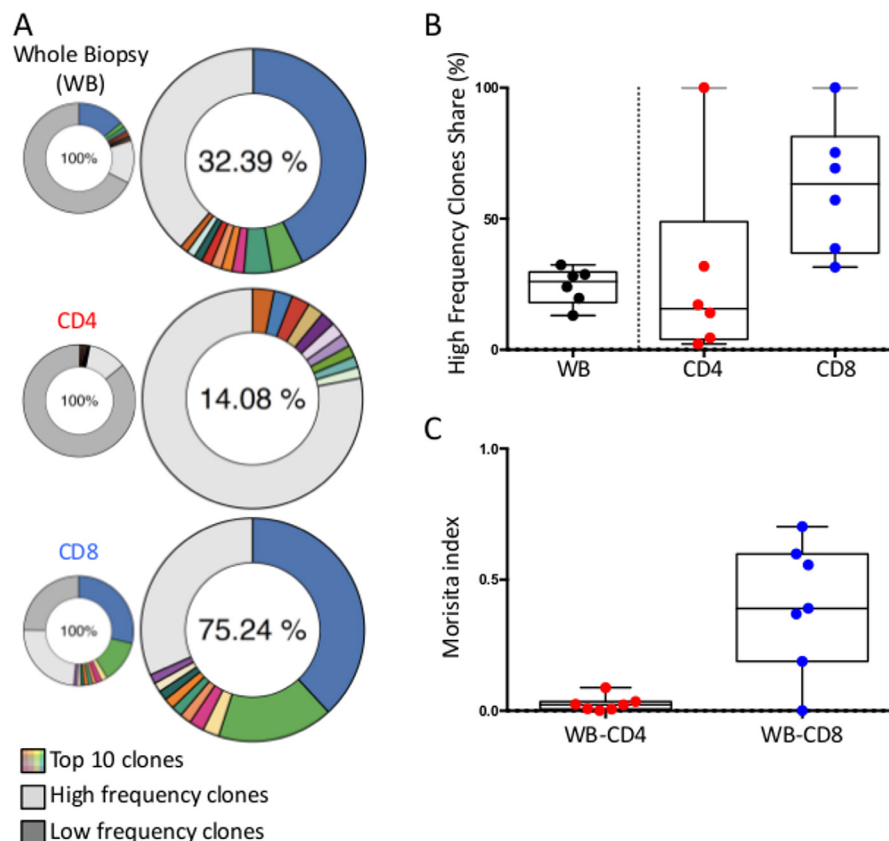 A
Whole Biopsy
(WB)
100%
32.39 %
CD4
100%
14.08 %
CD8
100%
75.24 %
Top 10 clones
High frequency clones
Low frequency clones
B
High Frequency Clones Share (%)
100
50
0
WB
CD4
CD8
C
Morisita index
1.0
0.5
0.0
WB-CD4
WB-CD8